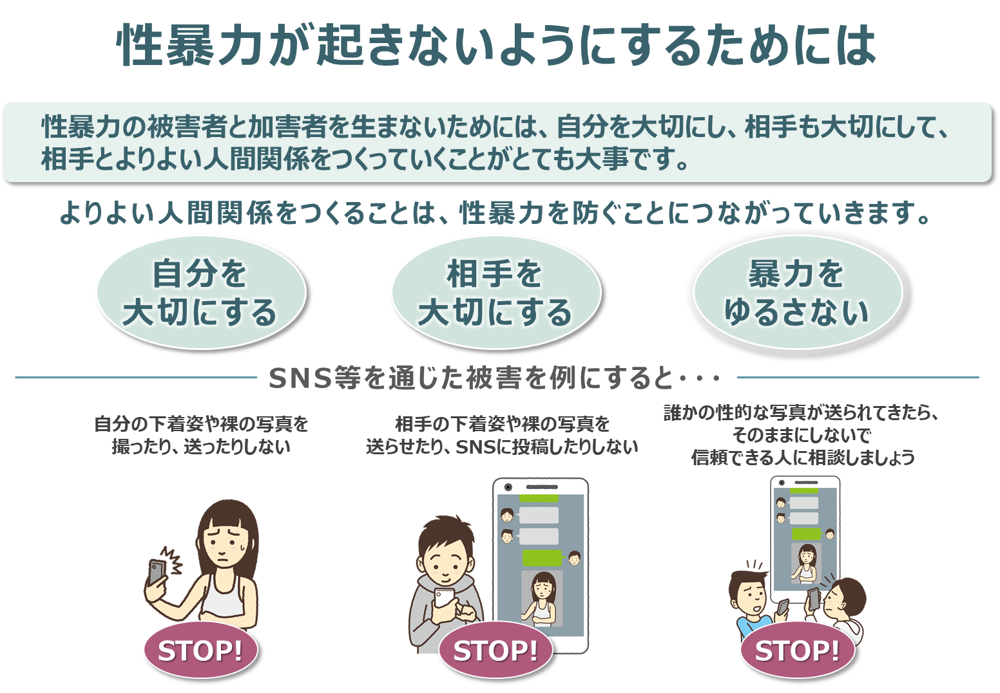 性暴力が起きないようにするためには
性暴力の被害者と加害者を生まないためには、自分を大切にし、相手も大切にして、
相手とよりよい人間関係をつくっていくことがとても大事です。
よりよい人間関係をつくることは、性暴力を防ぐことにつながっていきます。
自分を
大切にする
相手を
大切にする
暴力を
ゆるさない
SNS等を通じた被害を例にすると・・・
自分の下着姿や裸の写真を
撮ったり、送ったりしない
相手の下着姿や裸の写真を
送らせたり、SNSに投稿したりしない
誰かの性的な写真が送られてきたら、
そのままにしないで
信頼できる人に相談しましょう
STOP!
STOP!
STOP!